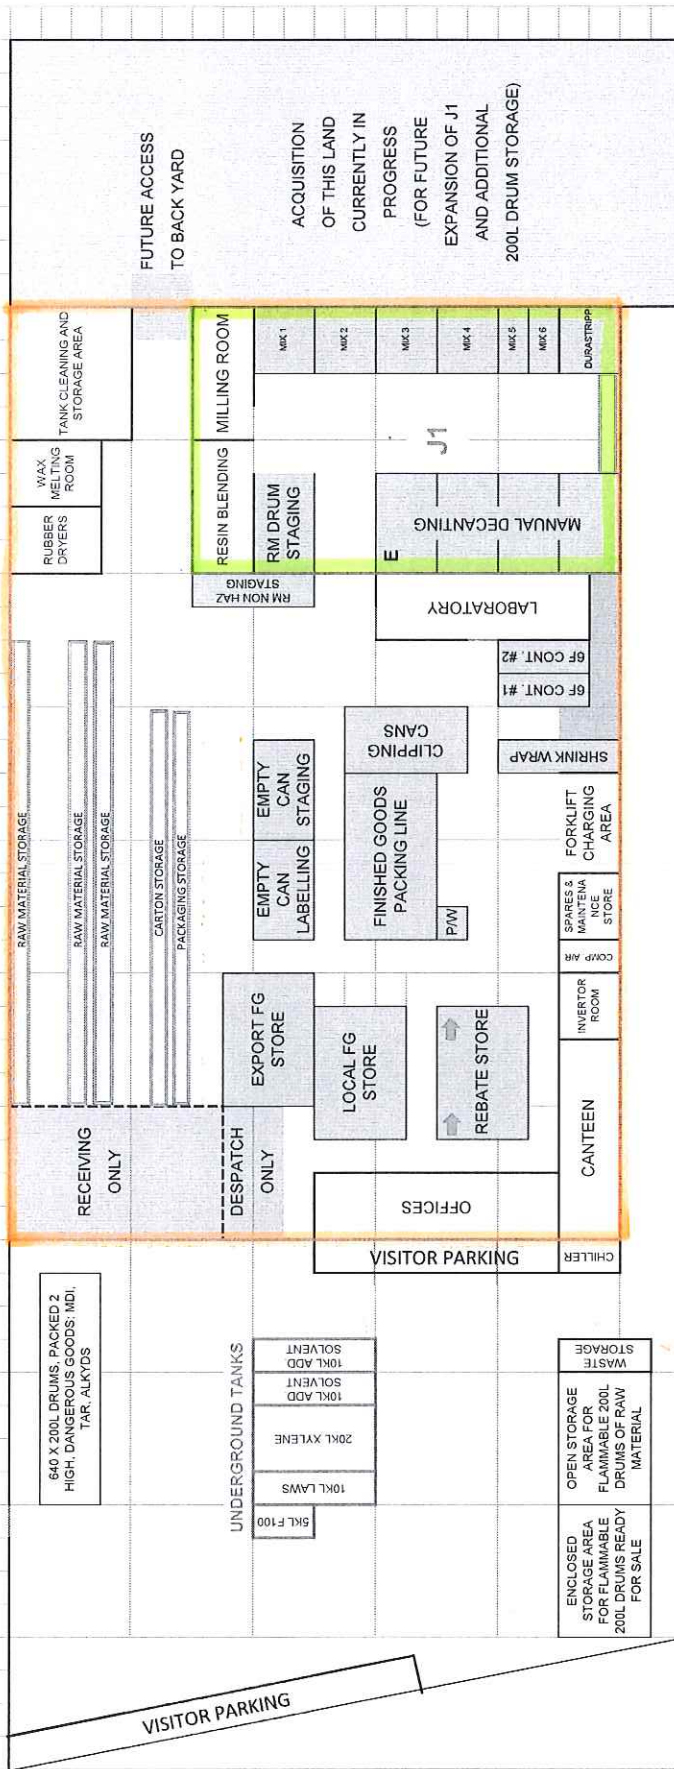 FUTURE ACCESS
TO BACK YARD
ACQUISITION
OF THIS LAND
CURRENTLY IN
PROGRESS
(FOR FUTURE
EXPANSION OF J1
AND ADDITIONAL
200L DRUM STORAGE)
TANK CLEANING AND
STORAGE AREA
WAX
MELTING
ROOM
RUBBER
DRYERS
MILLING ROOM
RESIN BLENDING
MIX 1
MIX 2
MIX 3
MIX 4
MIX 5
MIX 6
DURASTRIPP
J1
RM DRUM
STAGING
E
MANUAL DECANTING
RM NON HAZ
STAGING
LABORATORY
6F CONT. #2
6F CONT. #1
RAW MATERIAL STORAGE
RAW MATERIAL STORAGE
RAW MATERIAL STORAGE
CARTON STORAGE
PACKAGING STORAGE
EMPTY
CAN
STAGING
EMPTY
CAN
LABELLING
CLIPPING
CANS
FINISHED GOODS
PACKING LINE
P/W
SHRINK WRAP
FORKLIFT
CHARGING
AREA
SPARES &
MAINTENA
NCE
STORE
COMP AIR
INVERTOR
ROOM
EXPORT FG
STORE
LOCAL FG
STORE
REBATE STORE
CANTEEN
RECEIVING
ONLY
DESPATCH
ONLY
OFFICES
VISITOR PARKING
CHILLER
640 X 200L DRUMS, PACKED 2
HIGH, DANGEROUS GOODS: MDI,
TAR, ALKYDS
UNDERGROUND TANKS
10KL ADD
SOLVENT
10KL ADD
SOLVENT
20KL XYLENE
10KL LAWS
5KL F100
WASTE
STORAGE
OPEN STORAGE
AREA FOR
FLAMMABLE 200L
DRUMS OF RAW
MATERIAL
ENCLOSED
STORAGE AREA
FOR FLAMMABLE
200L DRUMS READY
FOR SALE
VISITOR PARKING